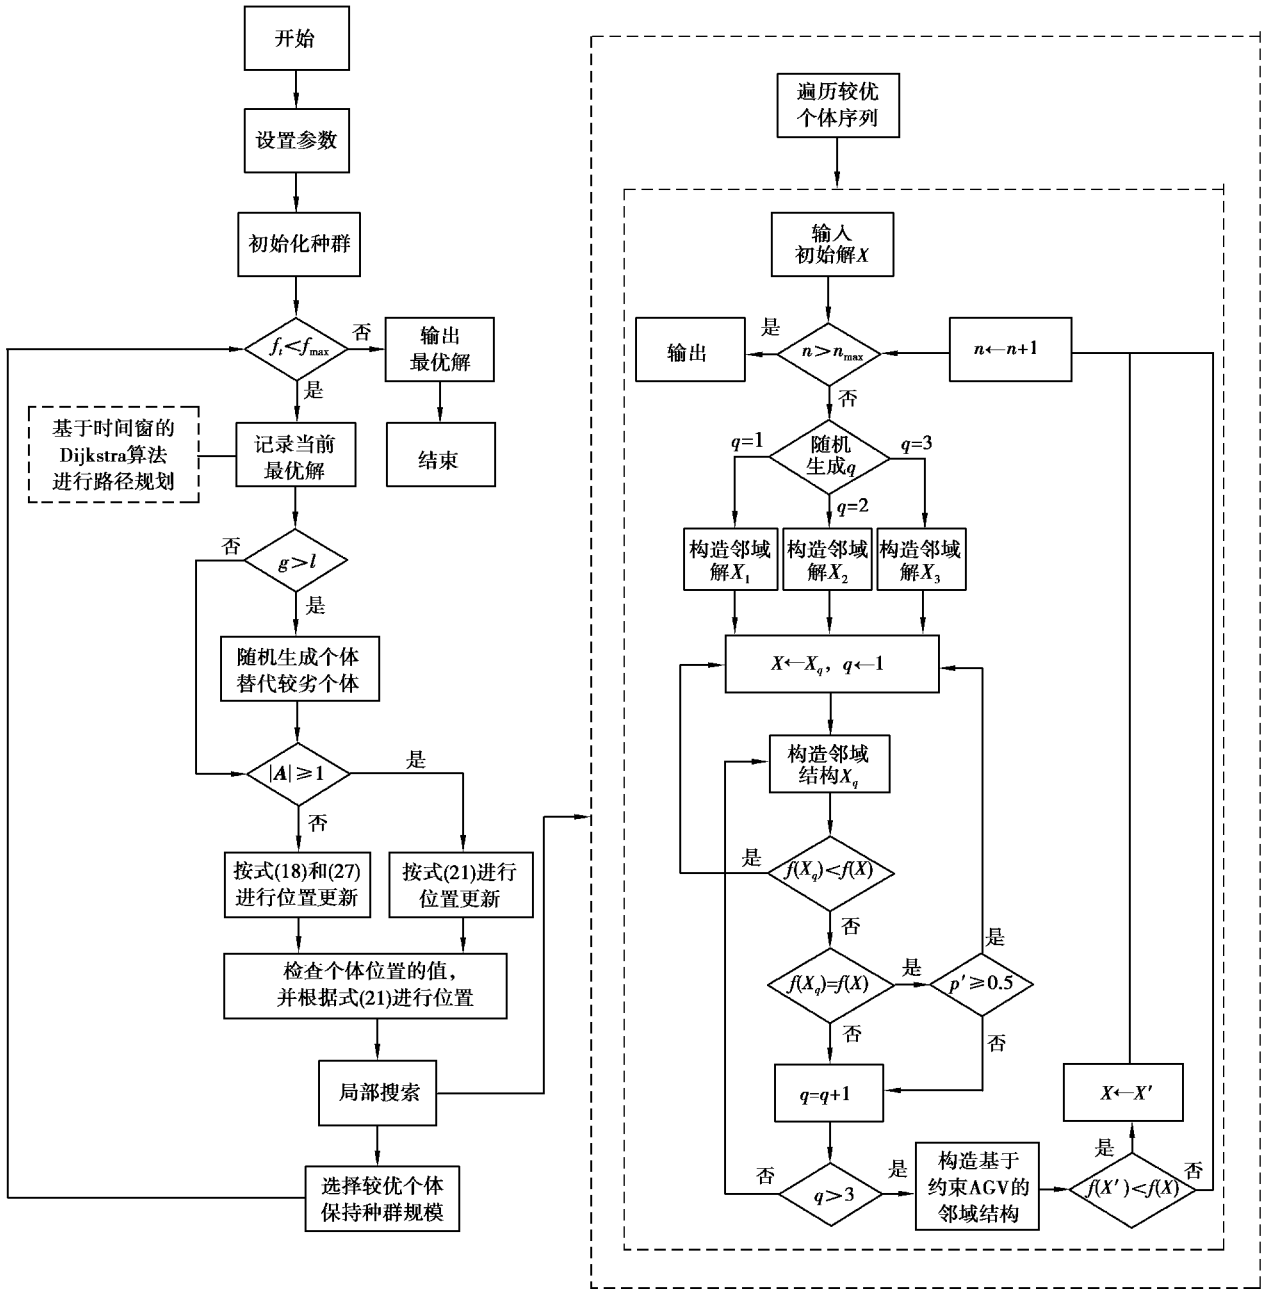 开始
设置参数
初始化种群
fₜ<f_max
否
是
输出
最优解
结束
基于时间窗的
Dijkstra算法
进行路径规划
记录当前
最优解
g>l
否
是
随机生成个体
替代较劣个体
|A|≥1
是
否
按式(18)和(27)
进行位置更新
按式(21)进行
位置更新
检查个体位置的值，
并根据式(21)进行位置
局部搜索
选择较优个体
保持种群规模
遍历较优
个体序列
输入
初始解X
n>n_max
是
输出
否
n←n+1
随机
生成q
q=1
q=2
q=3
构造邻域
解X₁
构造邻域
解X₂
构造邻域
解X₃
X←X_q，q←1
构造邻域
结构X_q
f(X_q)<f(X)
是
否
f(X_q)=f(X)
是
否
p′≥0.5
是
否
q=q+1
q>3
否
是
构造基于
约束AGV的
邻域结构
f(X′)<f(X)
是
否
X←X′